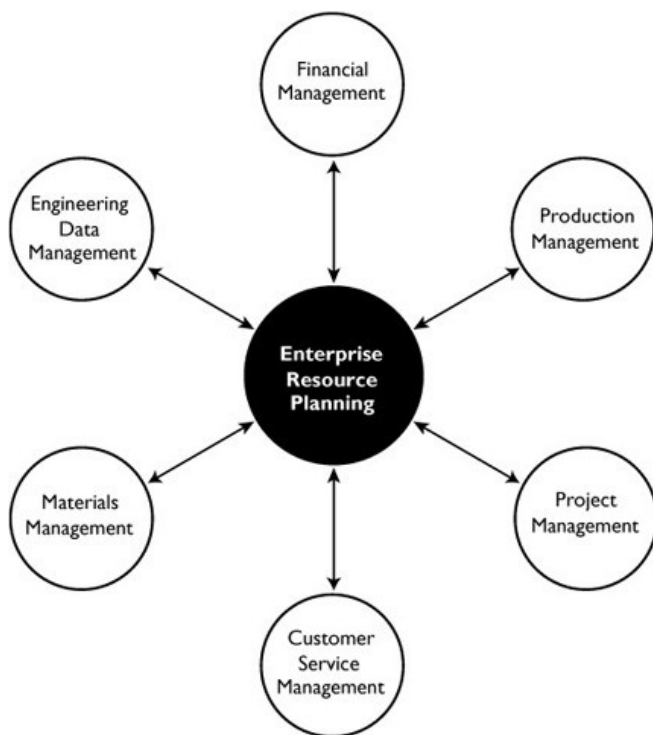 Financial
Management
Engineering
Data
Management
Production
Management
Enterprise
Resource
Planning
Materials
Management
Project
Management
Customer
Service
Management